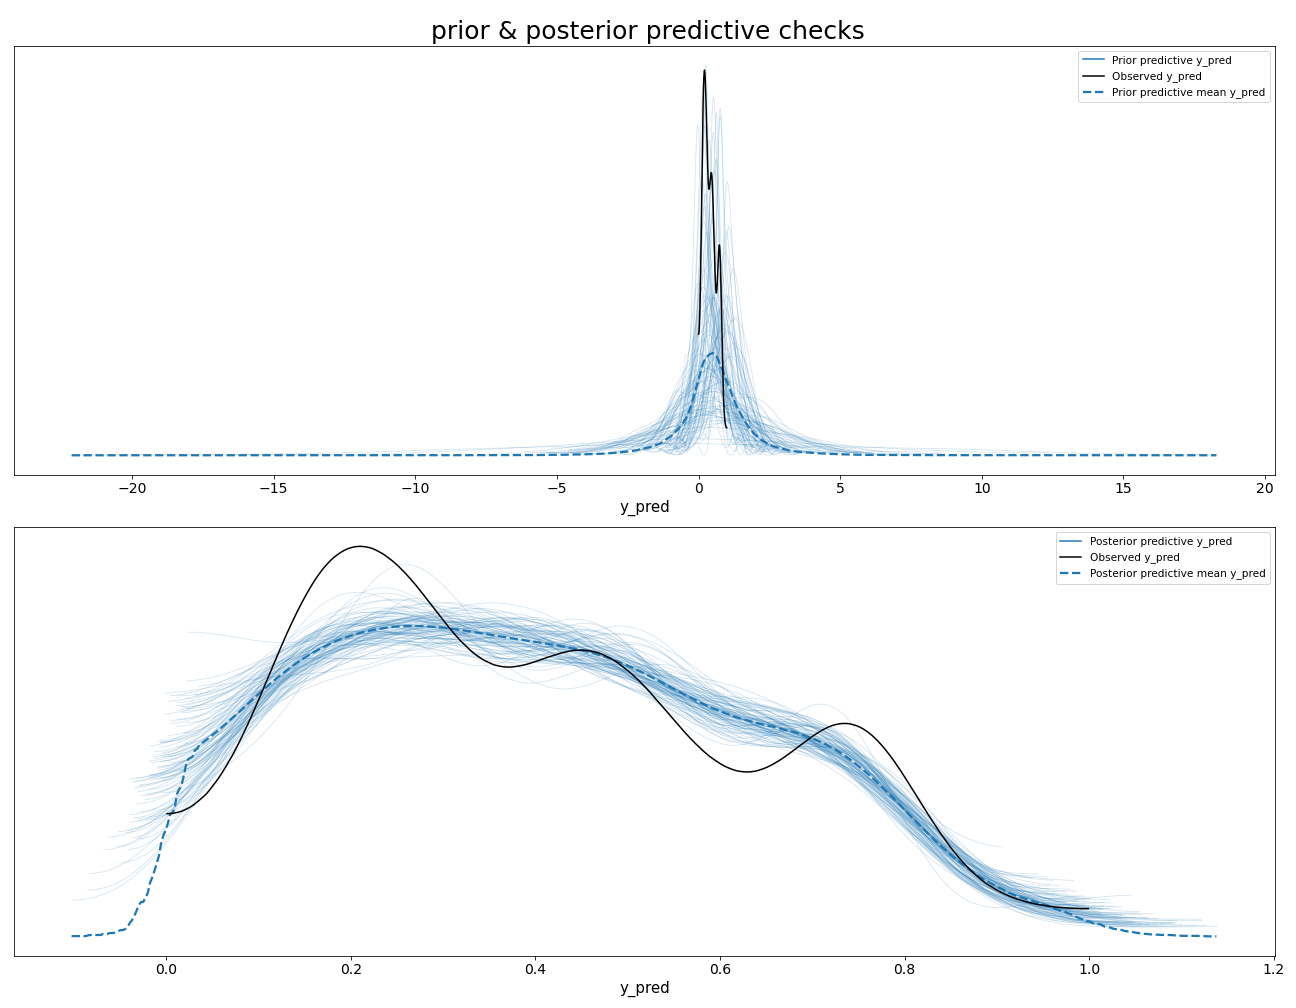 prior & posterior predictive checks
Prior predictive y_pred
Observed y_pred
Prior predictive mean y_pred
−20 −15 −10 −5 0 5 10 15 20
y_pred
Posterior predictive y_pred
Observed y_pred
Posterior predictive mean y_pred
0.0 0.2 0.4 0.6 0.8 1.0 1.2
y_pred